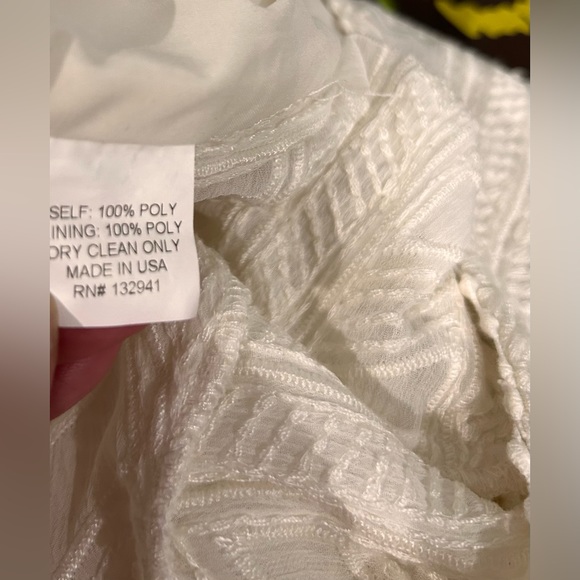 SELF: 100% POLY
INING: 100% POLY
DRY CLEAN ONLY
MADE IN USA
RN# 132941